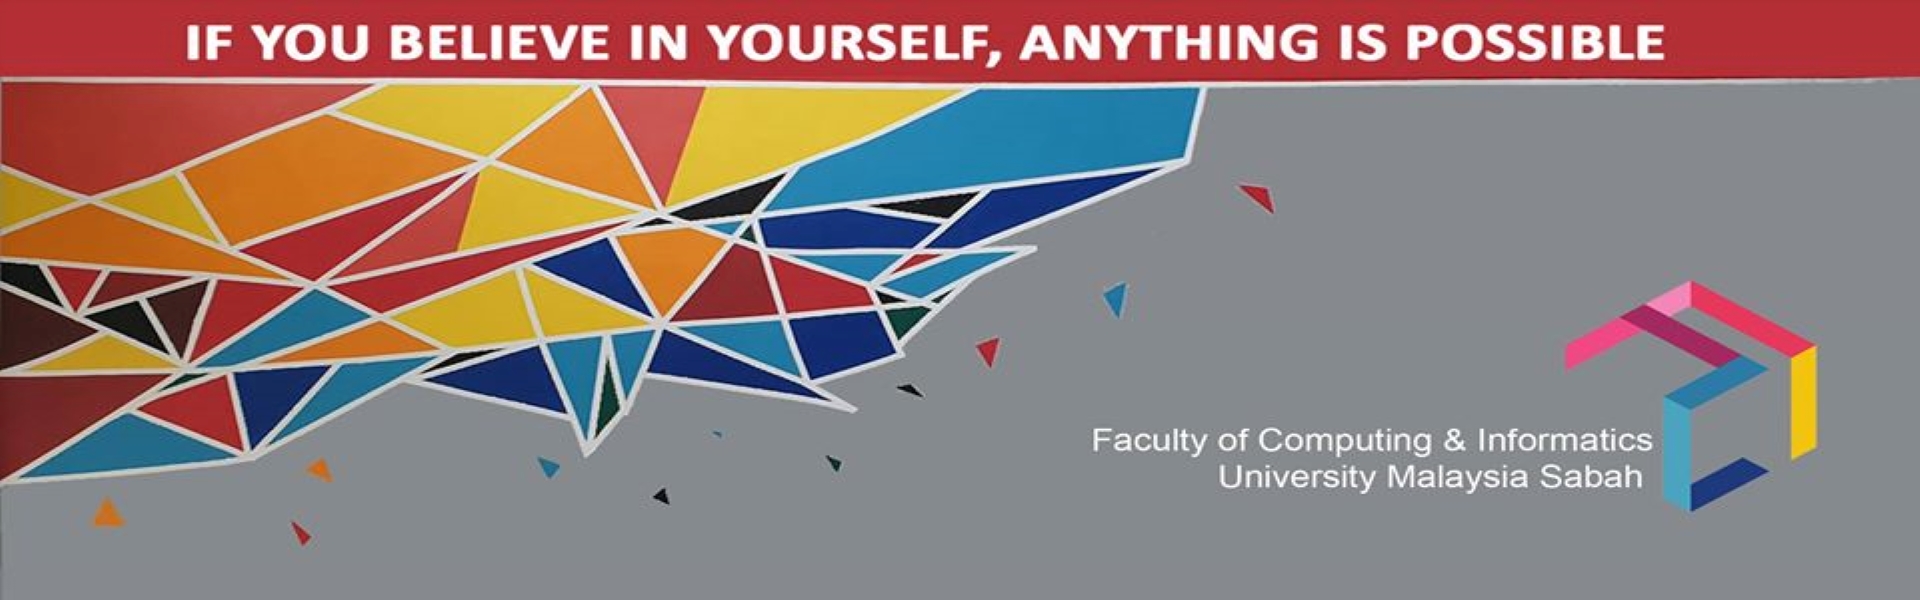 IF YOU BELIEVE IN YOURSELF, ANYTHING IS POSSIBLE
Faculty of Computing & Informatics
University Malaysia Sabah